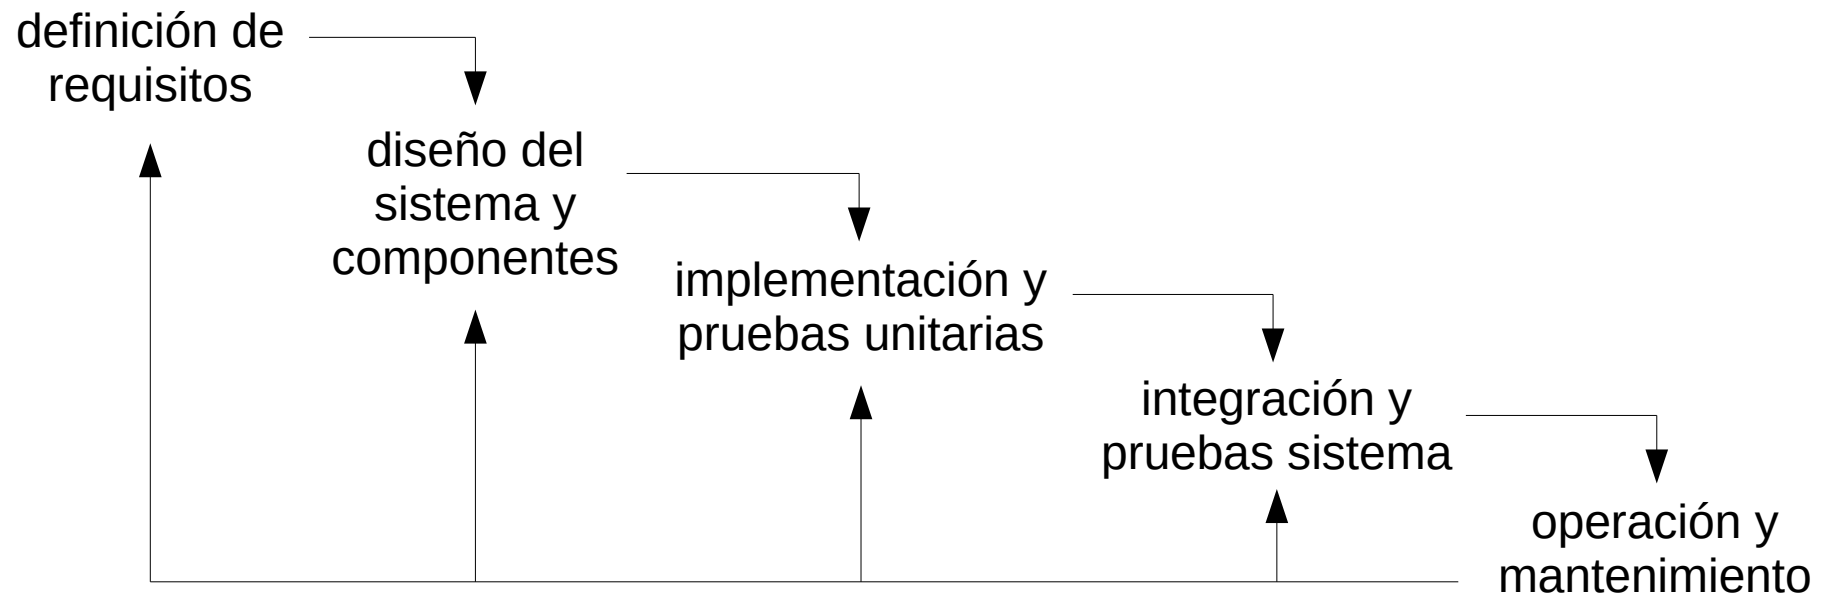 definición de
requisitos
diseño del
sistema y
componentes
implementación y
pruebas unitarias
integración y
pruebas sistema
operación y
mantenimiento